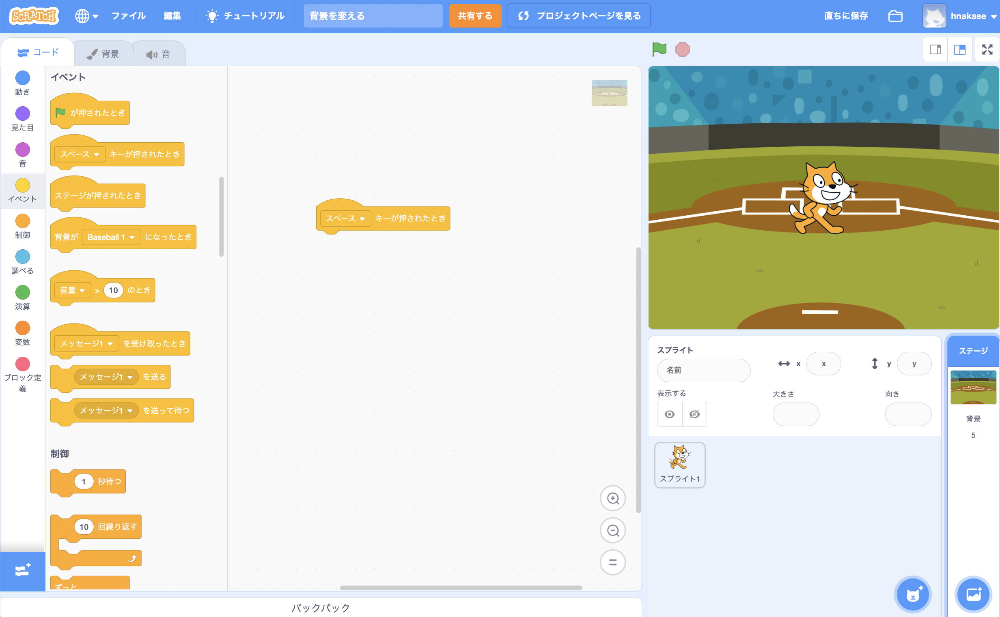 SCRATCH
ファイル
編集
チュートリアル
背景を変える
共有する
プロジェクトページを見る
直ちに保存
hnakase
コード
背景
音
動き
見た目
音
イベント
制御
調べる
演算
変数
ブロック定
義
イベント
が押されたとき
スペース キーが押されたとき
ステージが押されたとき
背景が Baseball 1 になったとき
音量 > 10 のとき
メッセージ1 を受け取ったとき
メッセージ1 を送る
メッセージ1 を送って待つ
制御
1 秒待つ
10 回繰り返す
ずっと
スペース キーが押されたとき
バックパック
スプライト
名前
x x
y y
表示する
大きさ
向き
スプライト1
ステージ
背景
5